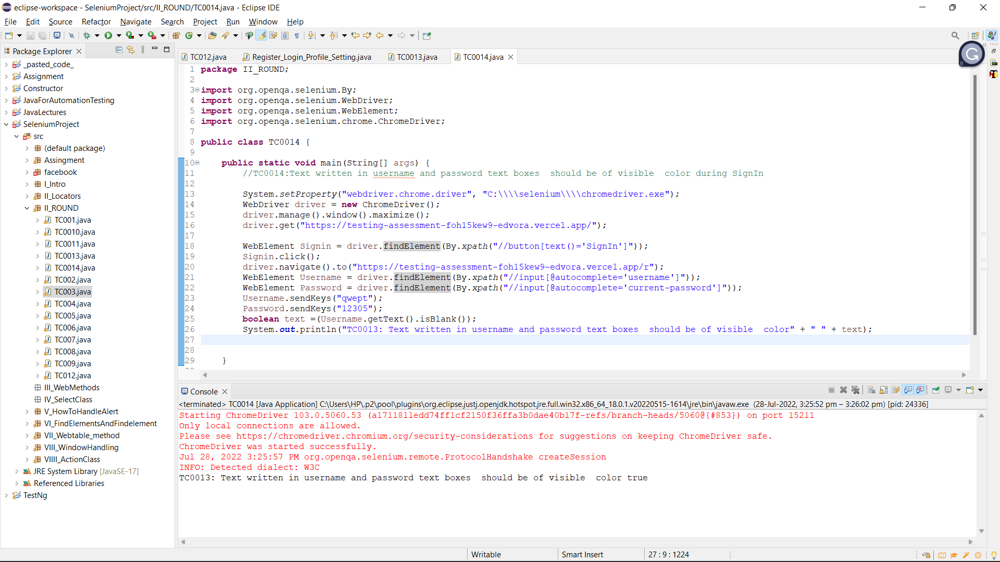 eclipse-workspace - SeleniumProject/src/II_ROUND/TC0014.java - Eclipse IDE
File Edit Source Refactor Navigate Search Project Run Window Help
Package Explorer
_pasted_code_
Assignment
Constructor
JavaForAutomationTesting
JavaLectures
SeleniumProject
src
(default package)
Assingment
facebook
I_Intro
II_Locators
II_ROUND
TC001.java
TC0010.java
TC0011.java
TC0013.java
TC0014.java
TC002.java
TC003.java
TC004.java
TC005.java
TC006.java
TC007.java
TC008.java
TC009.java
TC012.java
III_WebMethods
IV_SelectClass
V_HowToHandleAlert
VI_FindElementsAndFindelement
VII_Webtable_method
VIII_WindowHandling
VIIII_ActionClass
JRE System Library [JavaSE-17]
Referenced Libraries
TestNg
TC012.java Register_Login_Profile_Setting.java TC0013.java TC0014.java
1 package II_ROUND;
2
3 import org.openqa.selenium.By;
4 import org.openqa.selenium.WebDriver;
5 import org.openqa.selenium.WebElement;
6 import org.openqa.selenium.chrome.ChromeDriver;
7
8 public class TC0014 {
9
10 public static void main(String[] args) {
11 //TC0014:Text written in username and password text boxes  should be of visible  color during SignIn
12
13 System.setProperty("webdriver.chrome.driver", "C:\\\\selenium\\\\chromedriver.exe");
14 WebDriver driver = new ChromeDriver();
15 driver.manage().window().maximize();
16 driver.get("https://testing-assessment-foh15kew9-edvora.vercel.app/");
17
18 WebElement Signin = driver.findElement(By.xpath("//button[text()='SignIn']"));
19 Signin.click();
20 driver.navigate().to("https://testing-assessment-foh15kew9-edvora.vercel.app/r");
21 WebElement Username = driver.findElement(By.xpath("//input[@autocomplete='username']"));
22 WebElement Password = driver.findElement(By.xpath("//input[@autocomplete='current-password']"));
23 Username.sendKeys("qwept");
24 Password.sendKeys("12305");
25 boolean text =(Username.getText().isBlank());
26 System.out.println("TC0013: Text written in username and password text boxes  should be of visible  color" + " " + text);
27
28
29 }
Console
<terminated> TC0014 [Java Application] C:\Users\HP\.p2\pool\plugins\org.eclipse.justj.openjdk.hotspot.jre.full.win32.x86_64_18.0.1.v20220515-1614\jre\bin\javaw.exe (28-Jul-2022, 3:25:52 pm – 3:26:02 pm) [pid: 24336]
Starting ChromeDriver 103.0.5060.53 (a1711811edd74ff1cf2150f36ffa3b0dae40b17f-refs/branch-heads/5060@{#853}) on port 15211
Only local connections are allowed.
Please see https://chromedriver.chromium.org/security-considerations for suggestions on keeping ChromeDriver safe.
ChromeDriver was started successfully.
Jul 28, 2022 3:25:57 PM org.openqa.selenium.remote.ProtocolHandshake createSession
INFO: Detected dialect: W3C
TC0013: Text written in username and password text boxes  should be of visible  color true
Writable Smart Insert 27 : 9 : 1224